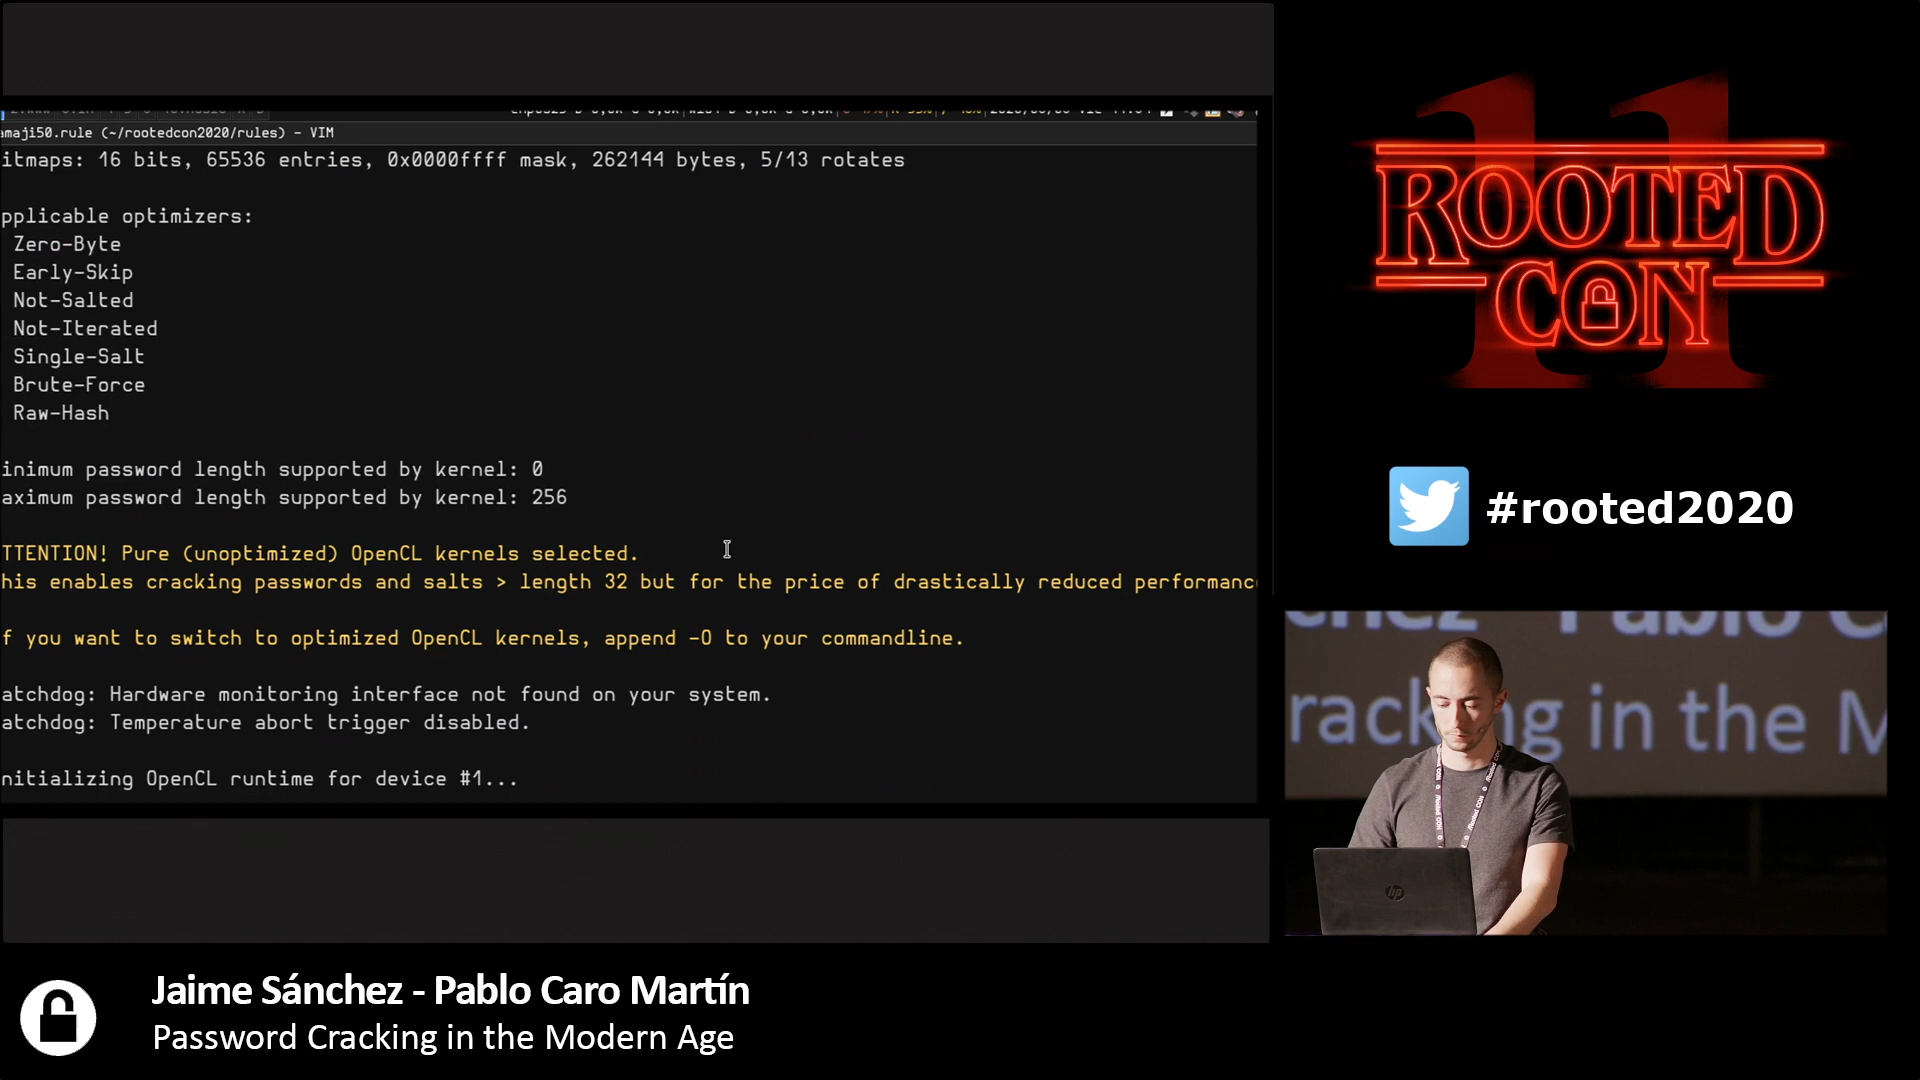 amaji50.rule (~/rootedcon2020/rules) - VIM
itmaps: 16 bits, 65536 entries, 0x0000ffff mask, 262144 bytes, 5/13 rotates
pplicable optimizers:
Zero-Byte
Early-Skip
Not-Salted
Not-Iterated
Single-Salt
Brute-Force
Raw-Hash
inimum password length supported by kernel: 0
aximum password length supported by kernel: 256
TTENTION! Pure (unoptimized) OpenCL kernels selected.
his enables cracking passwords and salts > length 32 but for the price of drastically reduced performanc
f you want to switch to optimized OpenCL kernels, append -O to your commandline.
atchdog: Hardware monitoring interface not found on your system.
atchdog: Temperature abort trigger disabled.
nitializing OpenCL runtime for device #1...
11
ROOTED
CON
#rooted2020
chez - Pablo C
racking in the M
hp
Jaime Sánchez - Pablo Caro Martín
Password Cracking in the Modern Age